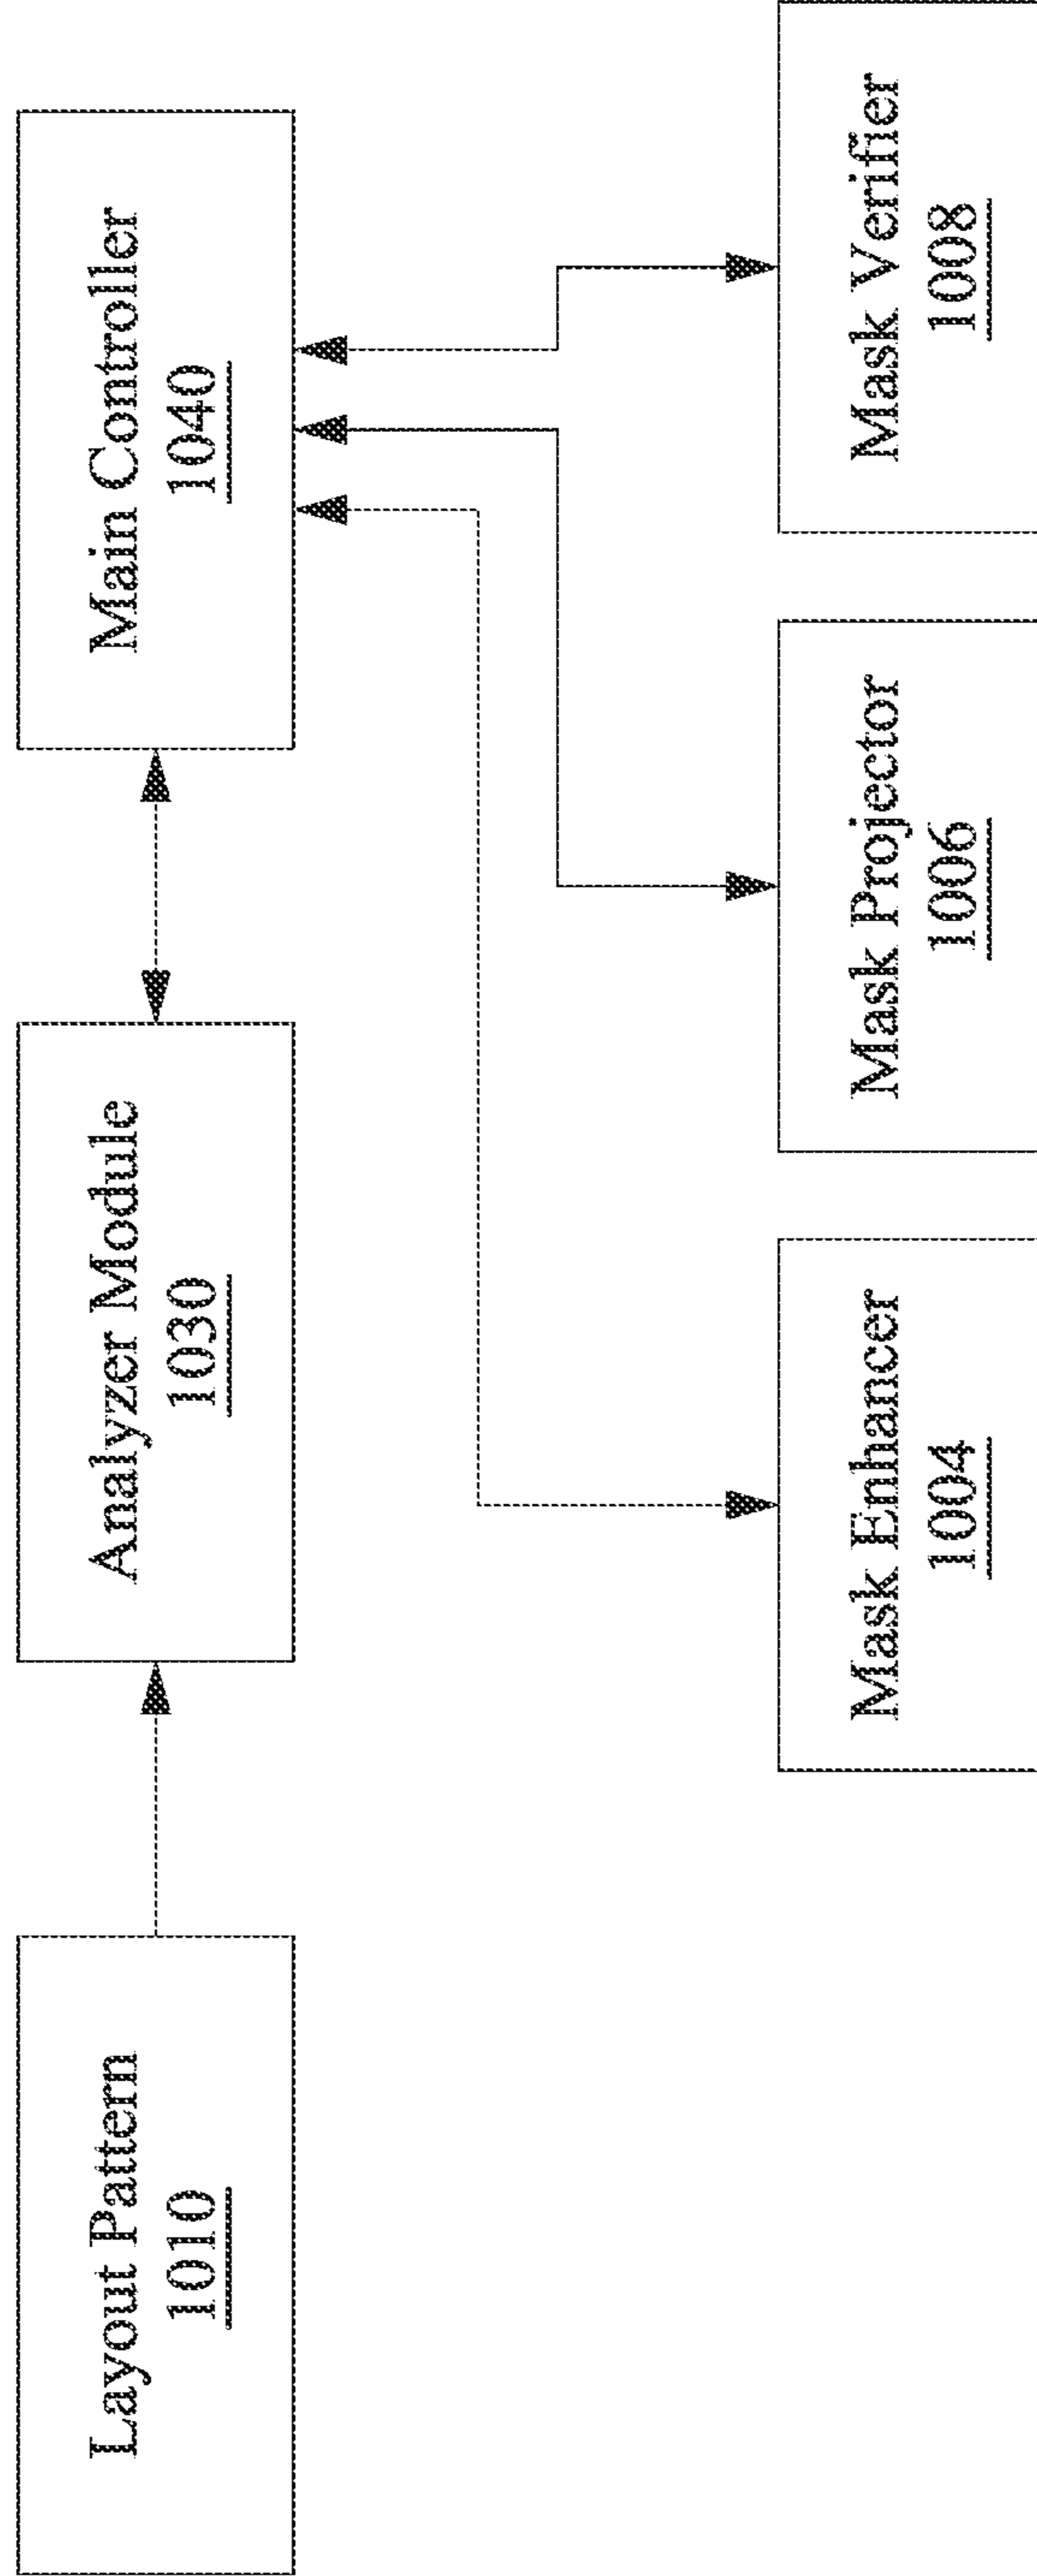 Layout Pattern
1010
Analyzer Module
1030
Main Controller
1040
Mask Enhancer
1004
Mask Projector
1006
Mask Verifier
1008